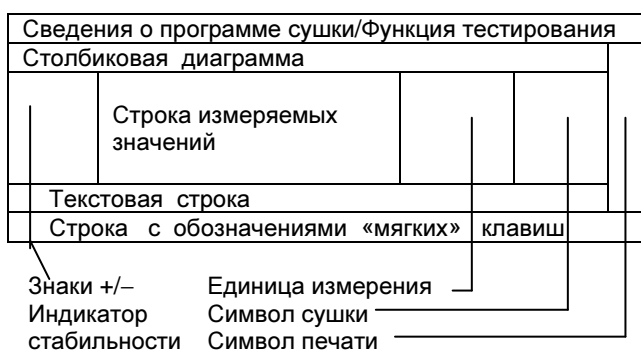 Сведения о программе сушки/Функция тестирования
Столбиковая диаграмма
Строка измеряемых
значений
Текстовая строка
Строка с обозначениями «мягких» клавиш
Знаки +/−
Индикатор
стабильности
Единица измерения
Символ сушки
Символ печати